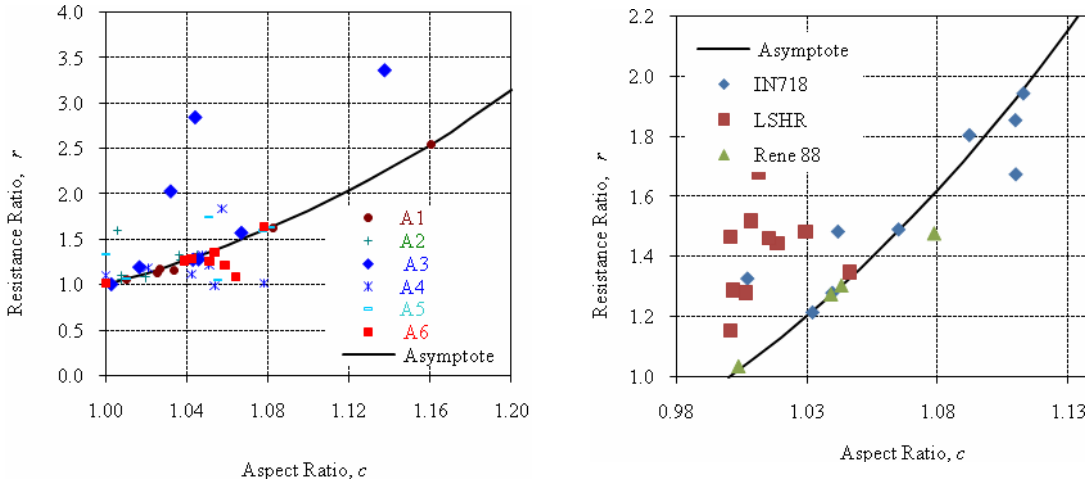 4.0
3.5
3.0
2.5
2.0
1.5
1.0
0.5
0.0
Resistance Ratio, r
A1
A2
A3
A4
A5
A6
Asymptote
1.00 1.04 1.08 1.12 1.16 1.20
Aspect Ratio, c
2.2
2.0
1.8
1.6
1.4
1.2
1.0
Resistance Ratio, r
Asymptote
IN718
LSHR
Rene 88
0.98 1.03 1.08 1.13
Aspect Ratio, c